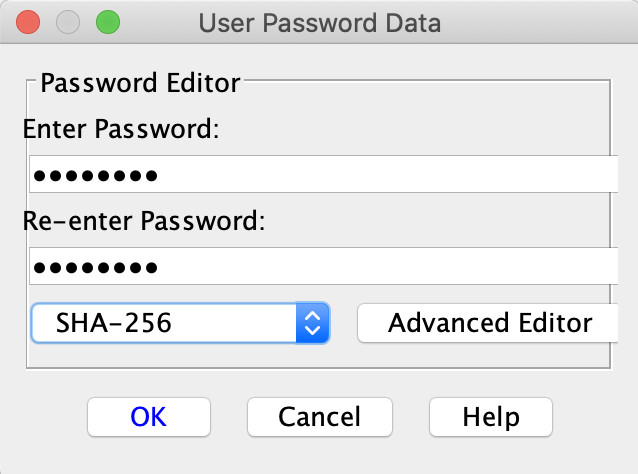 User Password Data
Password Editor
Enter Password:
••••••••
Re-enter Password:
••••••••
SHA-256 Advanced Editor
OK Cancel Help